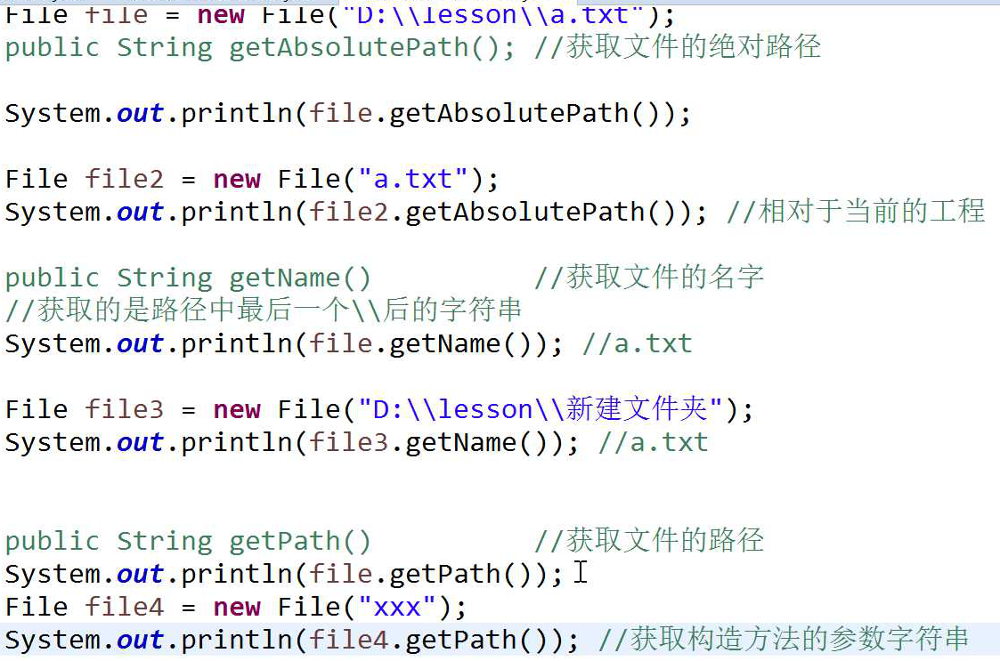 File file = new File("D:\\lesson\\a.txt");
public String getAbsolutePath(); //获取文件的绝对路径
System.out.println(file.getAbsolutePath());
File file2 = new File("a.txt");
System.out.println(file2.getAbsolutePath()); //相对于当前的工程
public String getName() //获取文件的名字
//获取的是路径中最后一个\\后的字符串
System.out.println(file.getName()); //a.txt
File file3 = new File("D:\\lesson\\新建文件夹");
System.out.println(file3.getName()); //a.txt
public String getPath() //获取文件的路径
System.out.println(file.getPath());
File file4 = new File("xxx");
System.out.println(file4.getPath()); //获取构造方法的参数字符串